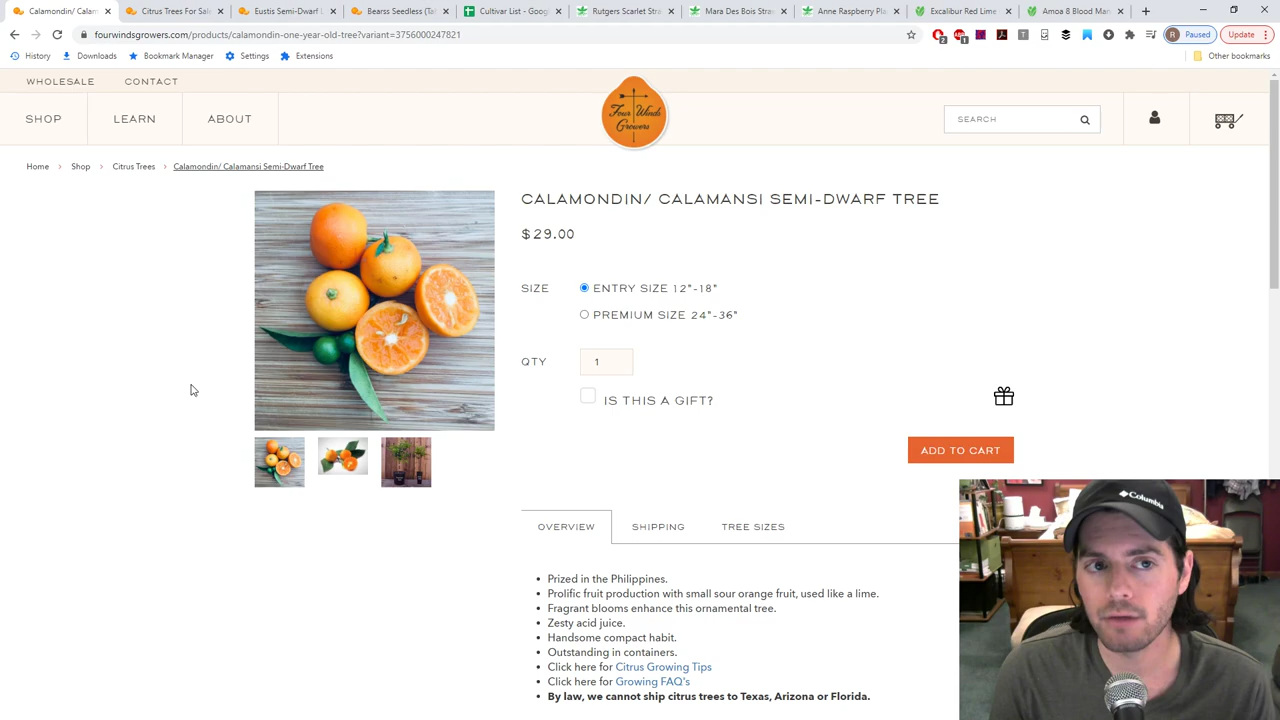 Calamondin/ Calam
Citrus Trees For Sale
Eustis Semi-Dwarf L
Bearss Seedless (Ta
Cultivar List - Goog
Rutgers Scarlet Stra
Mara Des Bois Straw
Anne Raspberry Pla
Excalibur Red Lime
Amoa 8 Blood Man
fourwindsgrowers.com/products/calamondin-one-year-old-tree?variant=3756000247821
2
1
T
R
Paused
Update
History
Downloads
Bookmark Manager
Settings
Extensions
Other bookmarks
WHOLESALE
CONTACT
SHOP
LEARN
ABOUT
Four Winds
Growers
SEARCH
Home > Shop > Citrus Trees > Calamondin/ Calamansi Semi-Dwarf Tree
CALAMONDIN/ CALAMANSI SEMI-DWARF TREE
$29.00
SIZE
ENTRY SIZE 12"-18"
PREMIUM SIZE 24"-36"
QTY
1
IS THIS A GIFT?
ADD TO CART
OVERVIEW
SHIPPING
TREE SIZES
• Prized in the Philippines.
• Prolific fruit production with small sour orange fruit, used like a lime.
• Fragrant blooms enhance this ornamental tree.
• Zesty acid juice.
• Handsome compact habit.
• Outstanding in containers.
• Click here for Citrus Growing Tips
• Click here for Growing FAQ's
• By law, we cannot ship citrus trees to Texas, Arizona or Florida.
Columbia